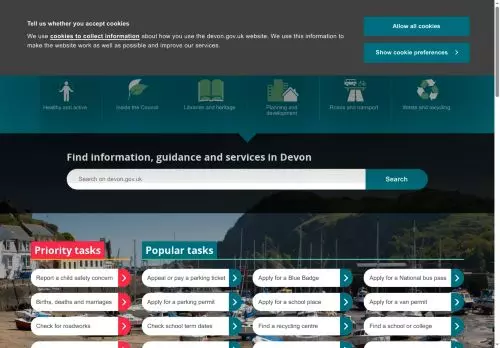 Tell us whether you accept cookies
We use cookies to collect information about how you use the devon.gov.uk website. We use this information
to make the website work as well as possible and improve our services.
Allow all cookies
Show cookie preferences
Healthy and active
Inside the Council
Libraries and heritage
Planning and
development
Roads and transport
Waste and recycling
Find information, guidance and services in Devon
Search on devon.gov.uk
Search
Priority tasks
Popular tasks
Report a child safety concern
Appeal or pay a parking ticket
Apply for a Blue Badge
Apply for a National bus pass
Births, deaths and marriages
Apply for a parking permit
Apply for a school place
Apply for a van permit
Check for roadworks
Check school term dates
Find a recycling centre
Find a school or college